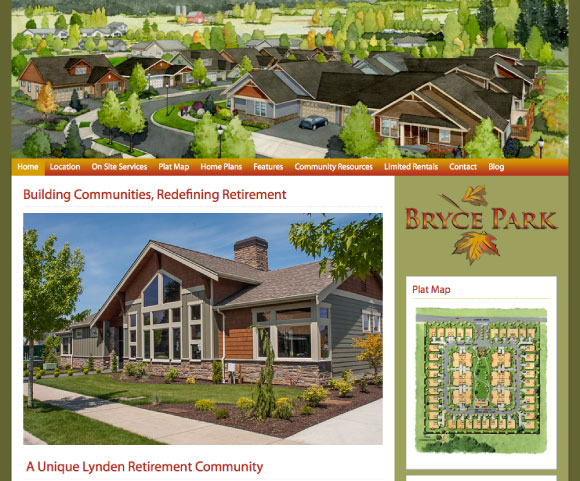 Home Location On Site Services Plat Map Home Plans Features Community Resources Limited Rentals Contact Blog
Building Communities, Redefining Retirement
BRYCE PARK
Plat Map
A Unique Lynden Retirement Community